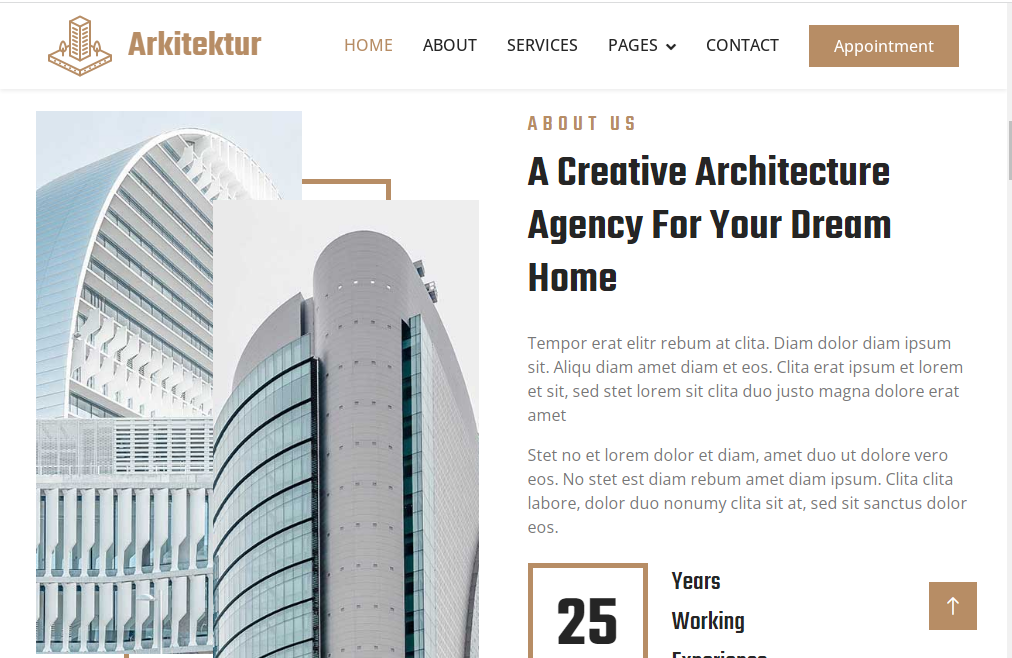 Arkitektur
HOME
ABOUT
SERVICES
PAGES
CONTACT
Appointment
ABOUT US
A Creative Architecture
Agency For Your Dream
Home
Tempor erat elitr rebum at clita. Diam dolor diam ipsum
sit. Aliqu diam amet diam et eos. Clita erat ipsum et lorem
et sit, sed stet lorem sit clita duo justo magna dolore erat
amet
Stet no et lorem dolor et diam, amet duo ut dolore vero
eos. No stet est diam rebum amet diam ipsum. Clita clita
labore, dolor duo nonumy clita sit at, sed sit sanctus dolor
eos.
25
Years
Working
Experience